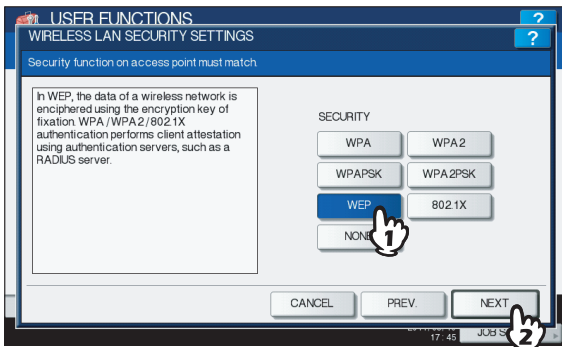 USER FUNCTIONS
?
WIRELESS LAN SECURITY SETTINGS
?
Security function on access point must match.
In WEP, the data of a wireless network is
enciphered using the encryption key of
fixation. WPA/WPA2/802.1X
authentication performs client attestation
using authentication servers, such as a
RADIUS server.
SECURITY
WPA
WPA2
WPAPSK
WPA2PSK
WEP
802.1X
NONE
1
CANCEL
PREV.
NEXT
17:45
JOB S
2